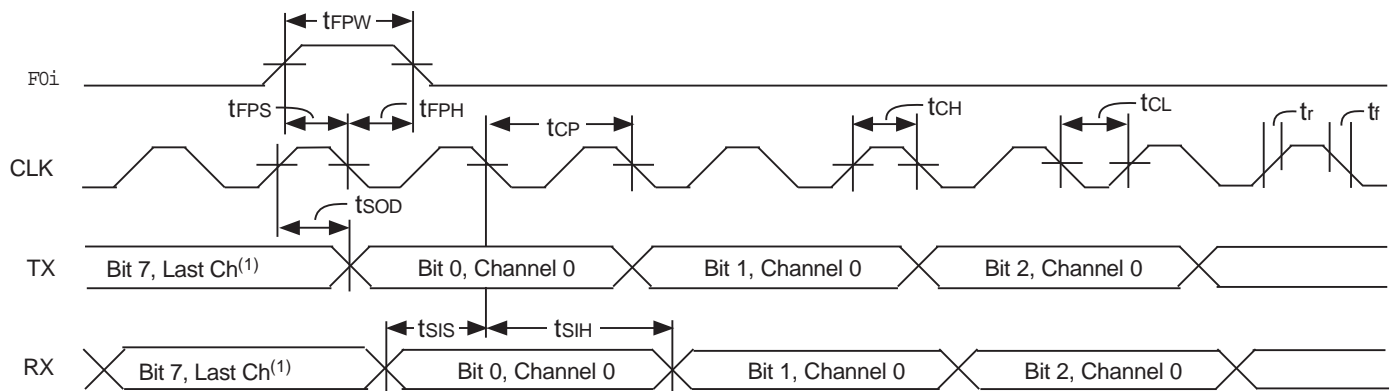 tFPW
F0i
tFPS
tFPH
tCP
tCH
tCL
tr
tf
CLK
tSOD
TX
Bit 7, Last Ch(1)
Bit 0, Channel 0
Bit 1, Channel 0
Bit 2, Channel 0
tSIS
tSIH
RX
Bit 7, Last Ch(1)
Bit 0, Channel 0
Bit 1, Channel 0
Bit 2, Channel 0